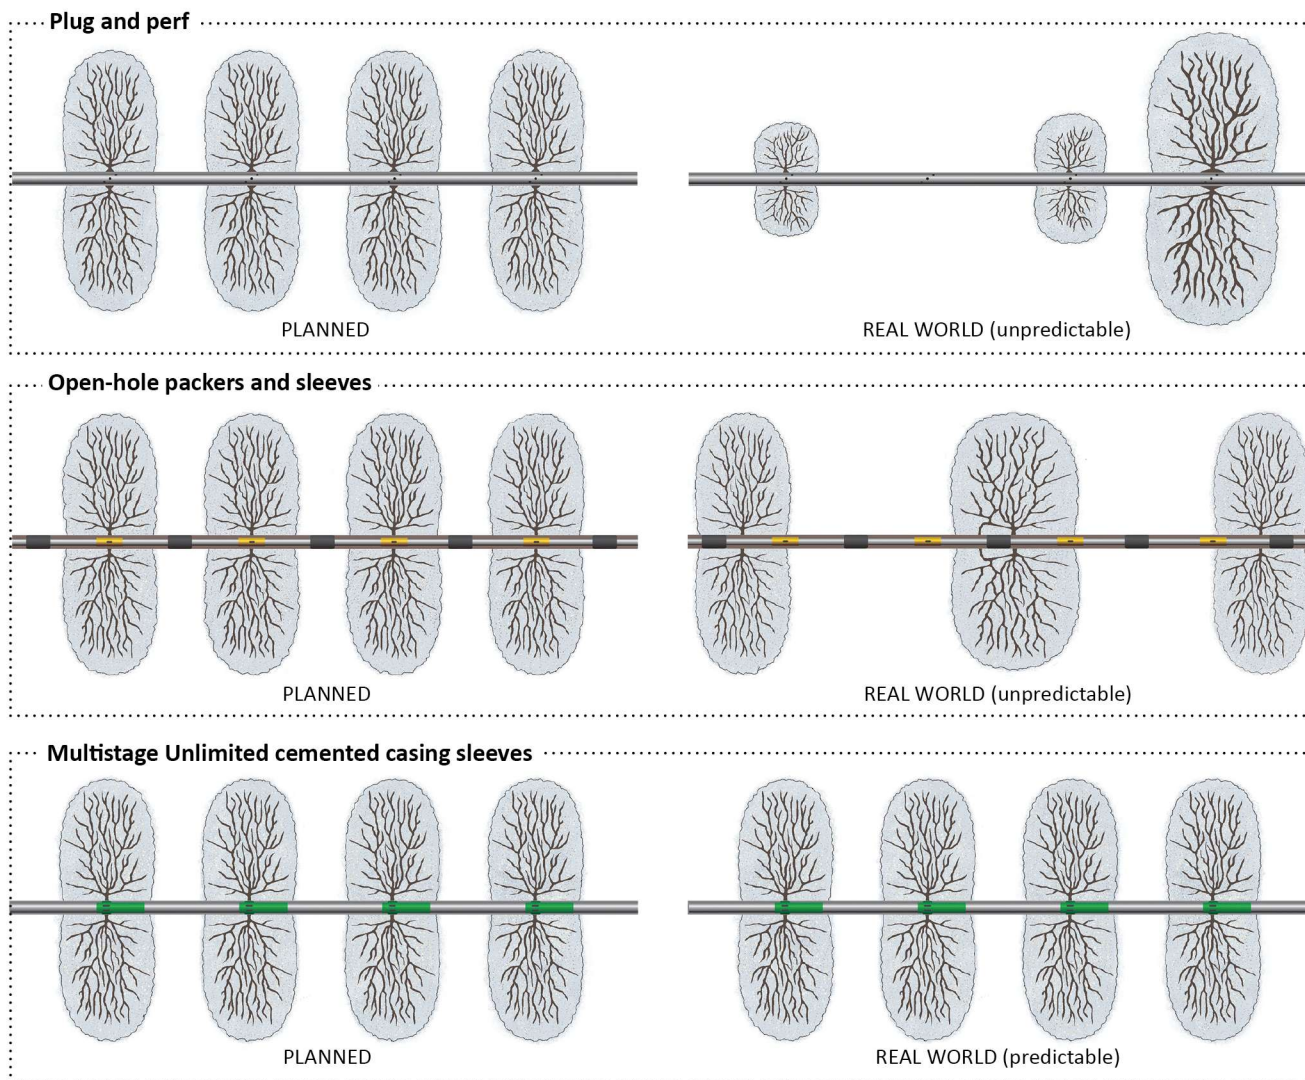 Plug and perf
PLANNED
REAL WORLD (unpredictable)
Open-hole packers and sleeves
PLANNED
REAL WORLD (unpredictable)
Multistage Unlimited cemented casing sleeves
PLANNED
REAL WORLD (predictable)